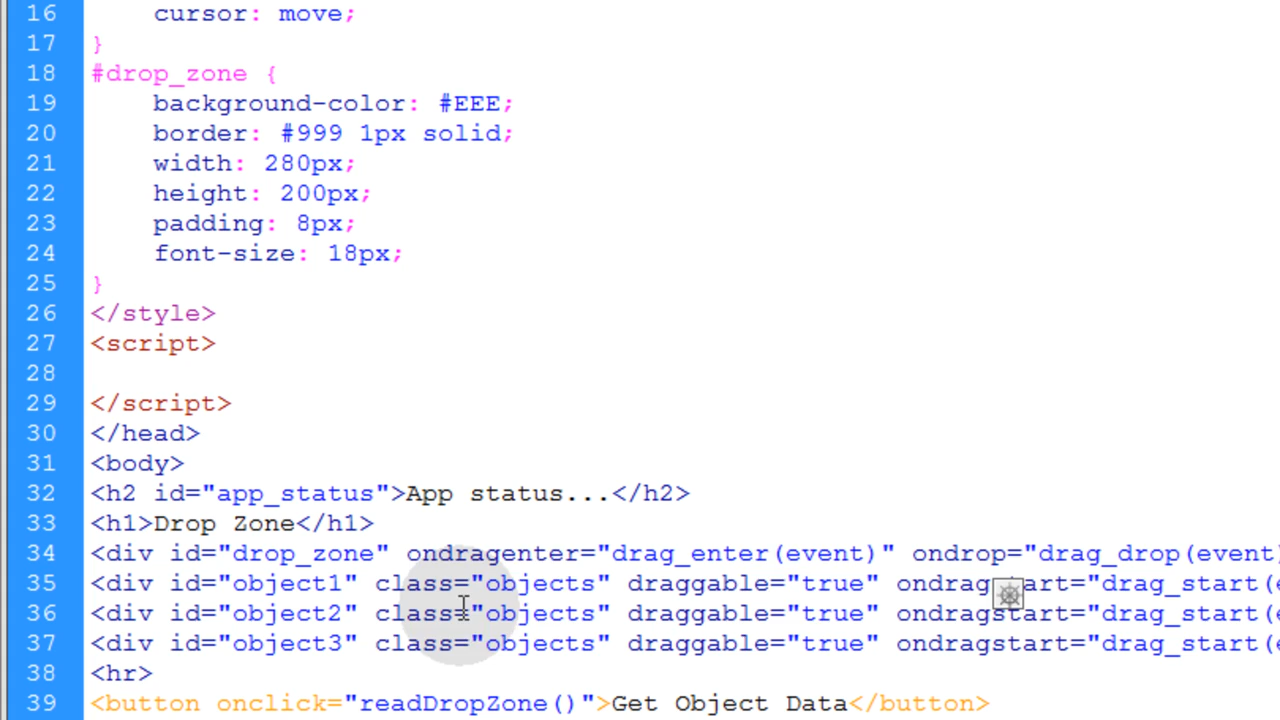 16 cursor: move;
17 }
18 #drop_zone {
19 background-color: #EEE;
20 border: #999 1px solid;
21 width: 280px;
22 height: 200px;
23 padding: 8px;
24 font-size: 18px;
25 }
26 </style>
27 <script>
28
29 </script>
30 </head>
31 <body>
32 <h2 id="app_status">App status...</h2>
33 <h1>Drop Zone</h1>
34 <div id="drop_zone" ondragenter="drag_enter(event)" ondrop="drag_drop(event)
35 <div id="object1" class="objects" draggable="true" ondragstart="drag_start(e
36 <div id="object2" class="objects" draggable="true" ondragstart="drag_start(e
37 <div id="object3" class="objects" draggable="true" ondragstart="drag_start(e
38 <hr>
39 <button onclick="readDropZone()">Get Object Data</button>